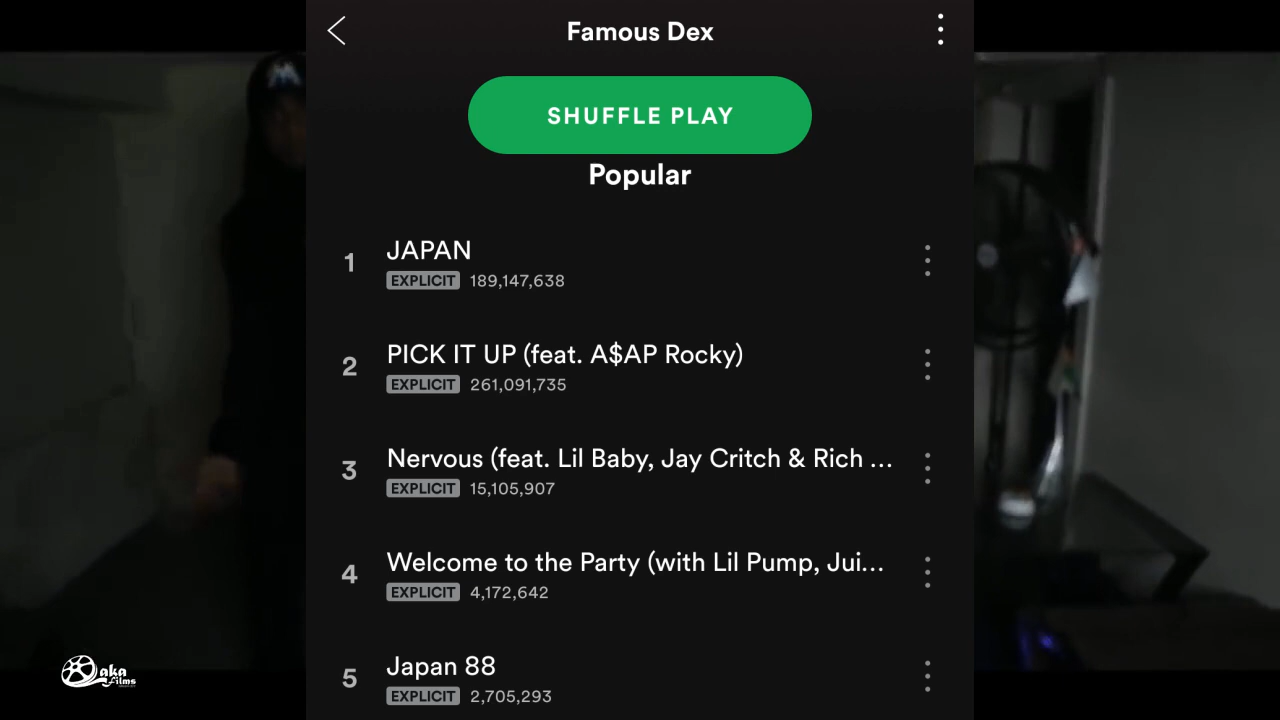 Famous Dex
SHUFFLE PLAY
Popular
1
JAPAN
EXPLICIT 189,147,638
2
PICK IT UP (feat. A$AP Rocky)
EXPLICIT 261,091,735
3
Nervous (feat. Lil Baby, Jay Critch & Rich ...
EXPLICIT 15,105,907
4
Welcome to the Party (with Lil Pump, Jui...
EXPLICIT 4,172,642
5
Japan 88
EXPLICIT 2,705,293
aka
films